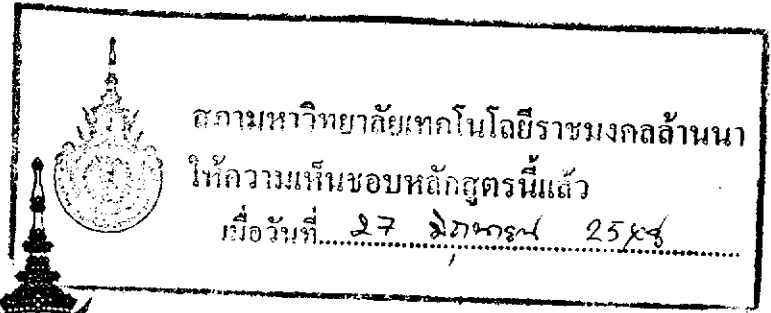 สภามหาวิทยาลัยเทคโนโลยีราชมงคลล้านนา
ให้ความเห็นชอบหลักสูตรนี้แล้ว
เมื่อวันที่ 27